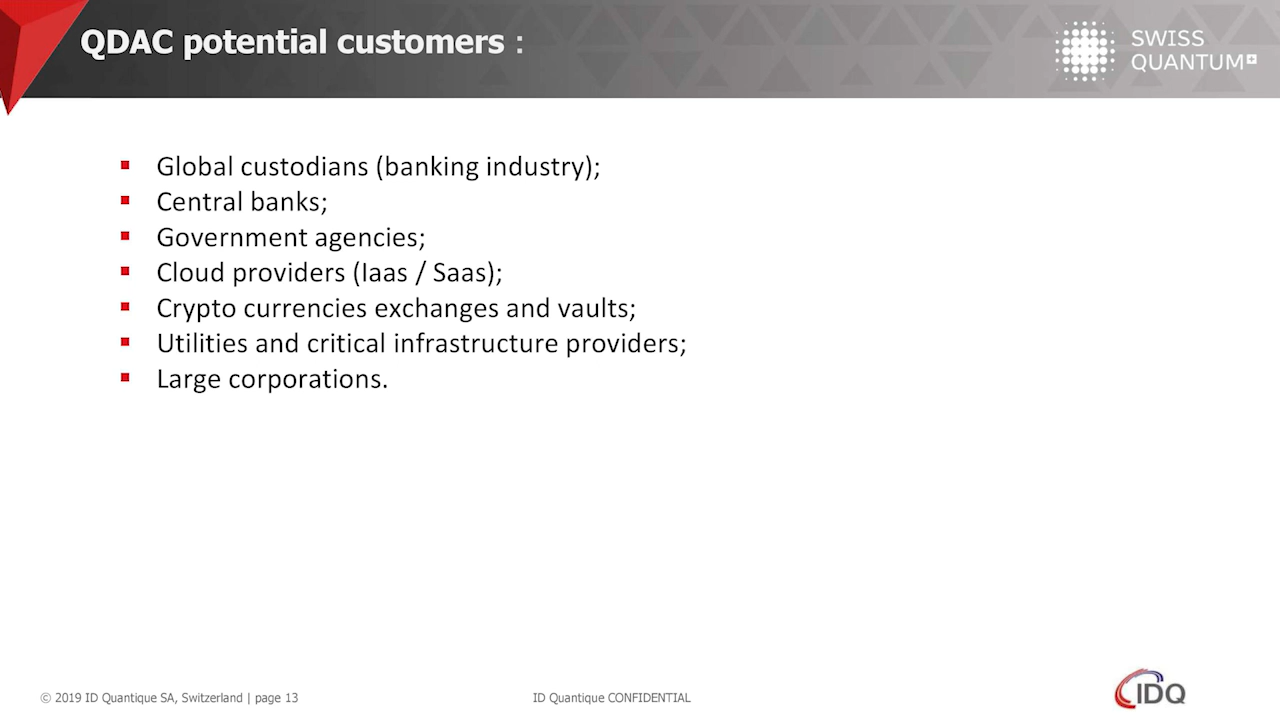 QDAC potential customers :
SWISS
QUANTUM
▪ Global custodians (banking industry);
▪ Central banks;
▪ Government agencies;
▪ Cloud providers (Iaas / Saas);
▪ Crypto currencies exchanges and vaults;
▪ Utilities and critical infrastructure providers;
▪ Large corporations.
© 2019 ID Quantique SA, Switzerland | page 13
ID Quantique CONFIDENTIAL
IDQ